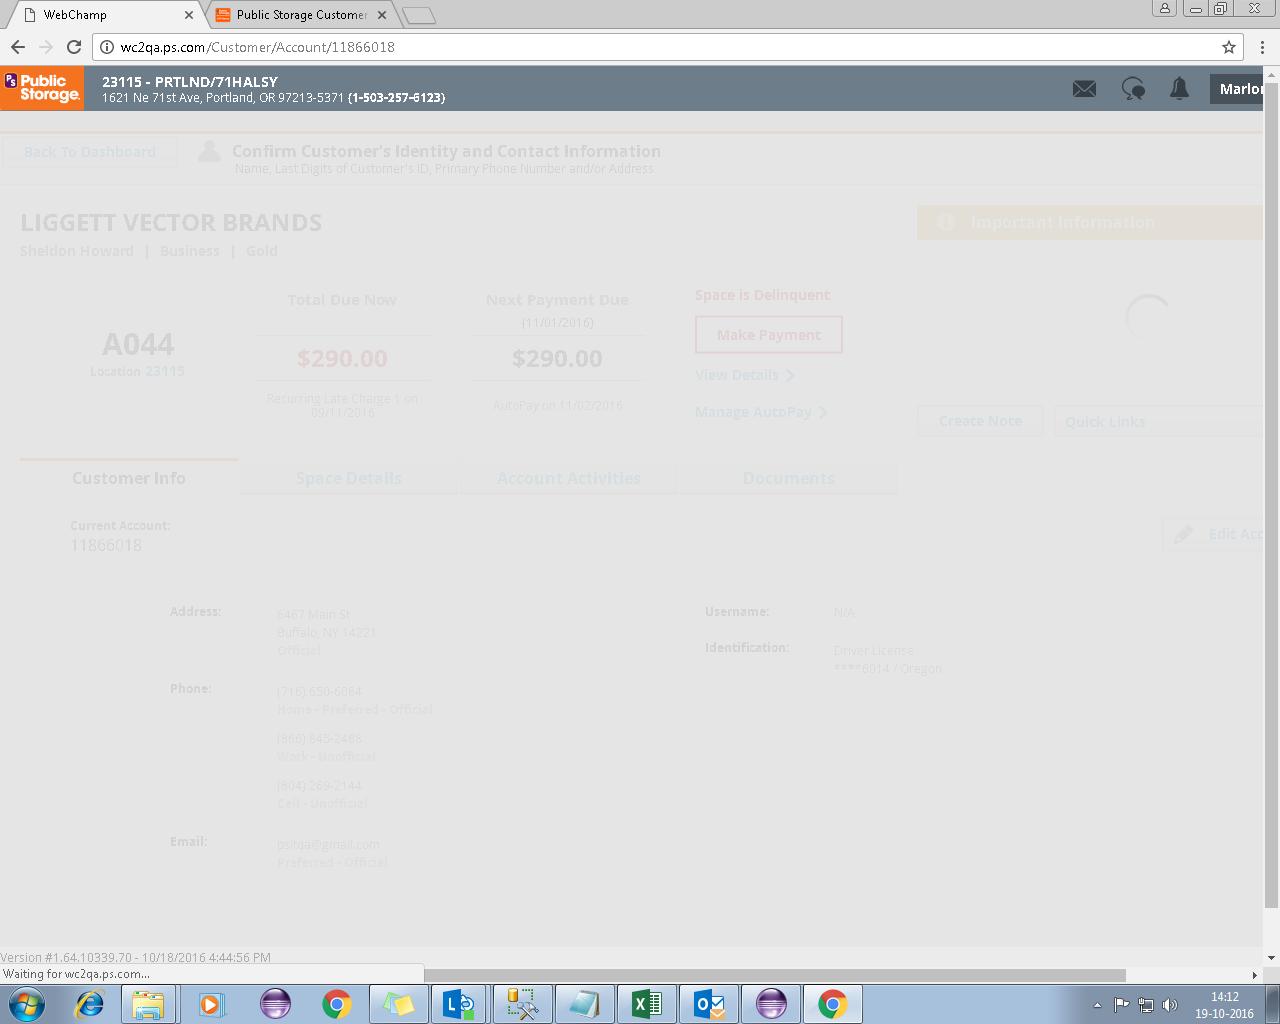 WebChamp
Public Storage Customer
wc2qa.ps.com/Customer/Account/11866018
PS Public Storage.
23115 - PRTLND/71HALSY
1621 Ne 71st Ave, Portland, OR 97213-5371 (1-503-257-6123)
Marlo
Back To Dashboard
Confirm Customer's Identity and Contact Information
Name, Last Digits of Customer's ID, Primary Phone Number and/or Address
LIGGETT VECTOR BRANDS
Sheldon Howard | Business | Gold
Important Information
Total Due Now
Next Payment Due
(11/01/2016)
Space is Delinquent
Make Payment
A044
Location 23115
$290.00
$290.00
View Details
Recurring Late Charge 1 on
09/11/2016
AutoPay on 11/02/2016
Manage AutoPay
Create Note
Quick Links
Customer Info
Space Details
Account Activities
Documents
Current Account:
11866018
Edit Acc
Address:
6467 Main St
Buffalo, NY 14221
Official
Username:
N/A
Identification:
Driver License
****6014 / Oregon
Phone:
(716) 650-6064
Home - Preferred - Official
(866) 845-2488
Work - Unofficial
(804) 269-2144
Cell - Unofficial
Email:
psitqa@gmail.com
Preferred - Official
Version #1.64.10339.70 - 10/18/2016 4:44:56 PM
Waiting for wc2qa.ps.com...
14:12
19-10-2016